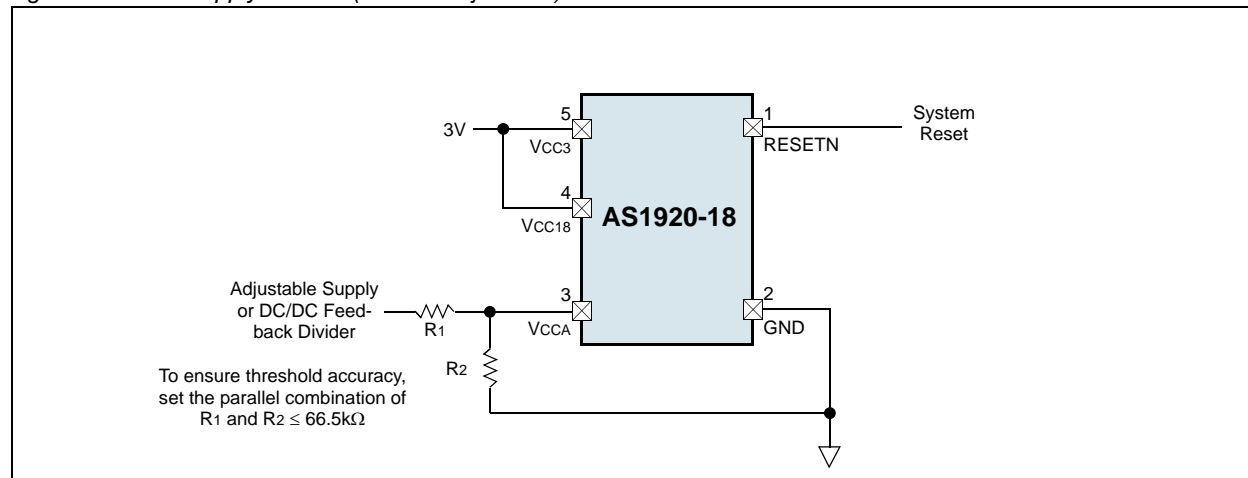 3V
5
VCC3
4
VCC18
AS1920-18
1
RESETN
System
Reset
Adjustable Supply
or DC/DC Feed-
back Divider
R1
3
VCCA
2
GND
R2
To ensure threshold accuracy,
set the parallel combination of
R1 and R2 ≤ 66.5kΩ